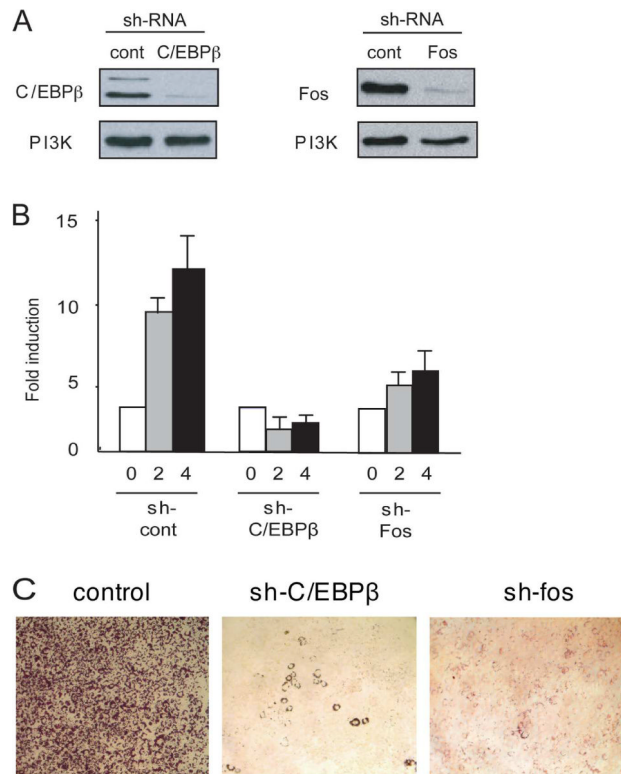 A
sh-RNA
cont C/EBPβ
C/EBPβ
PI3K
sh-RNA
cont Fos
Fos
PI3K
B
Fold induction
15
10
5
0
0 2 4 0 2 4 0 2 4
sh-cont
sh-C/EBPβ
sh-Fos
C
control sh-C/EBPβ sh-fos